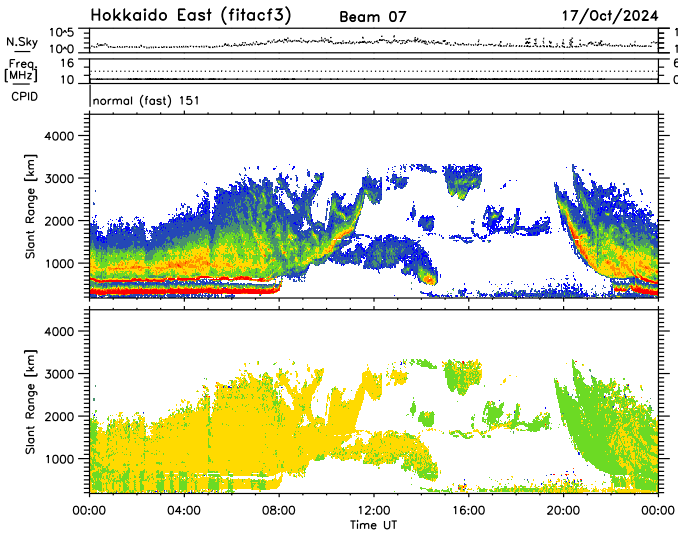 Hokkaido East (fitacf3) Beam 07 17/Oct/2024
N.Sky 10^5 10^0
Freq. [MHz] 16 10
CPID normal (fast) 151
Slant Range [km] 4000 3000 2000 1000
Slant Range [km] 4000 3000 2000 1000
00:00 04:00 08:00 12:00 16:00 20:00 00:00
Time UT